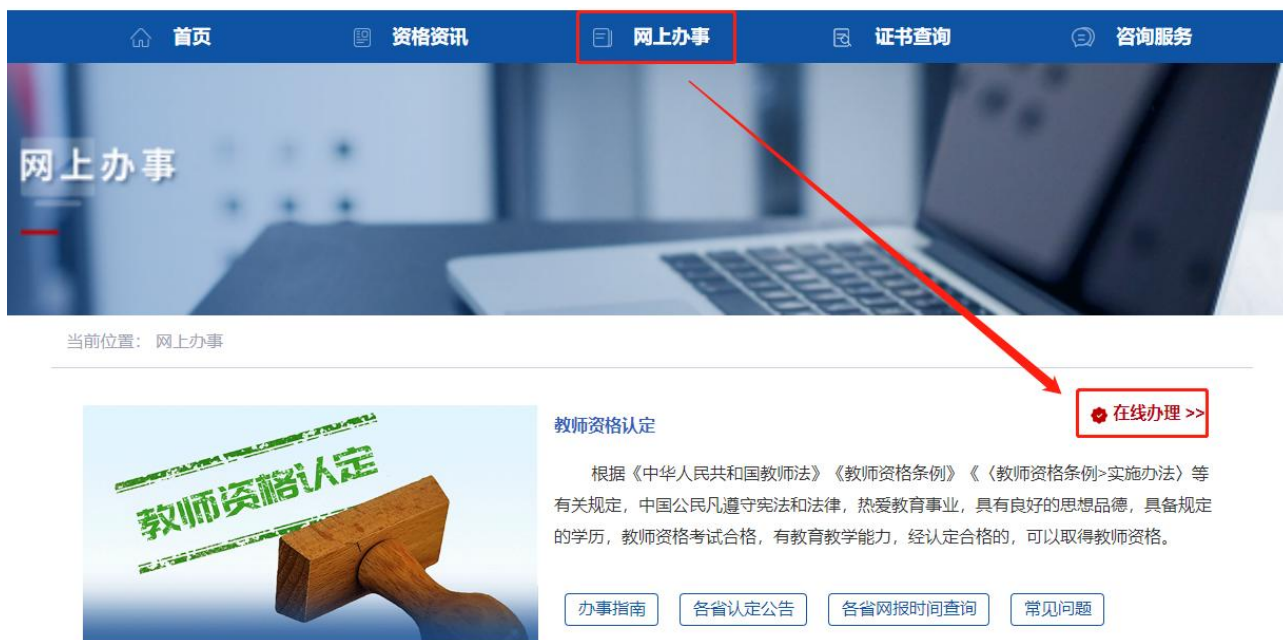 首页 资格资讯 网上办事 证书查询 咨询服务
网上办事
当前位置： 网上办事
教师资格认定
教师资格认定
在线办理 >>
根据《中华人民共和国教师法》《教师资格条例》《〈教师资格条例>实施办法〉等
有关规定，中国公民凡遵守宪法和法律，热爱教育事业，具有良好的思想品德，具备规定
的学历，教师资格考试合格，有教育教学能力，经认定合格的，可以取得教师资格。
办事指南 各省认定公告 各省网报时间查询 常见问题